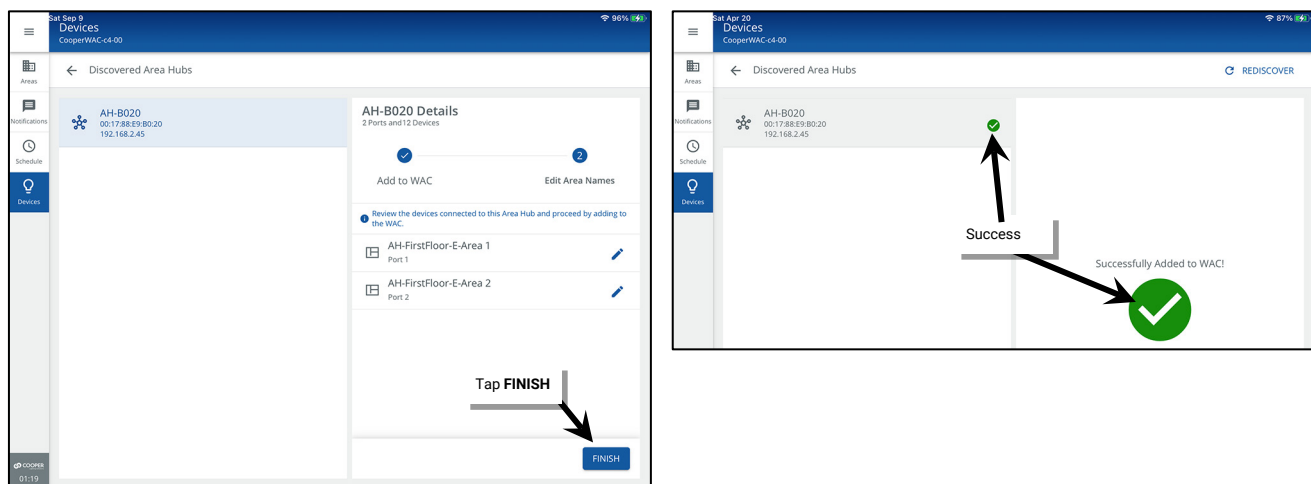 Sat Sep 9
96%
Devices
CooperWAC-c4-00
Areas
Notifications
Schedule
Devices
Discovered Area Hubs
AH-B020
00:17:88:E9:B0:20
192.168.2.45
AH-B020 Details
2 Ports and12 Devices
2
Add to WAC
Edit Area Names
Review the devices connected to this Area Hub and proceed by adding to
the WAC.
AH-FirstFloor-E-Area 1
Port 1
AH-FirstFloor-E-Area 2
Port 2
Tap FINISH
FINISH
COOPER
01:19
Sat Apr 20
87%
Devices
CooperWAC-c4-00
Areas
Notifications
Schedule
Devices
Discovered Area Hubs
REDISCOVER
AH-B020
00:17:88:E9:B0:20
192.168.2.45
Success
Successfully Added to WAC!